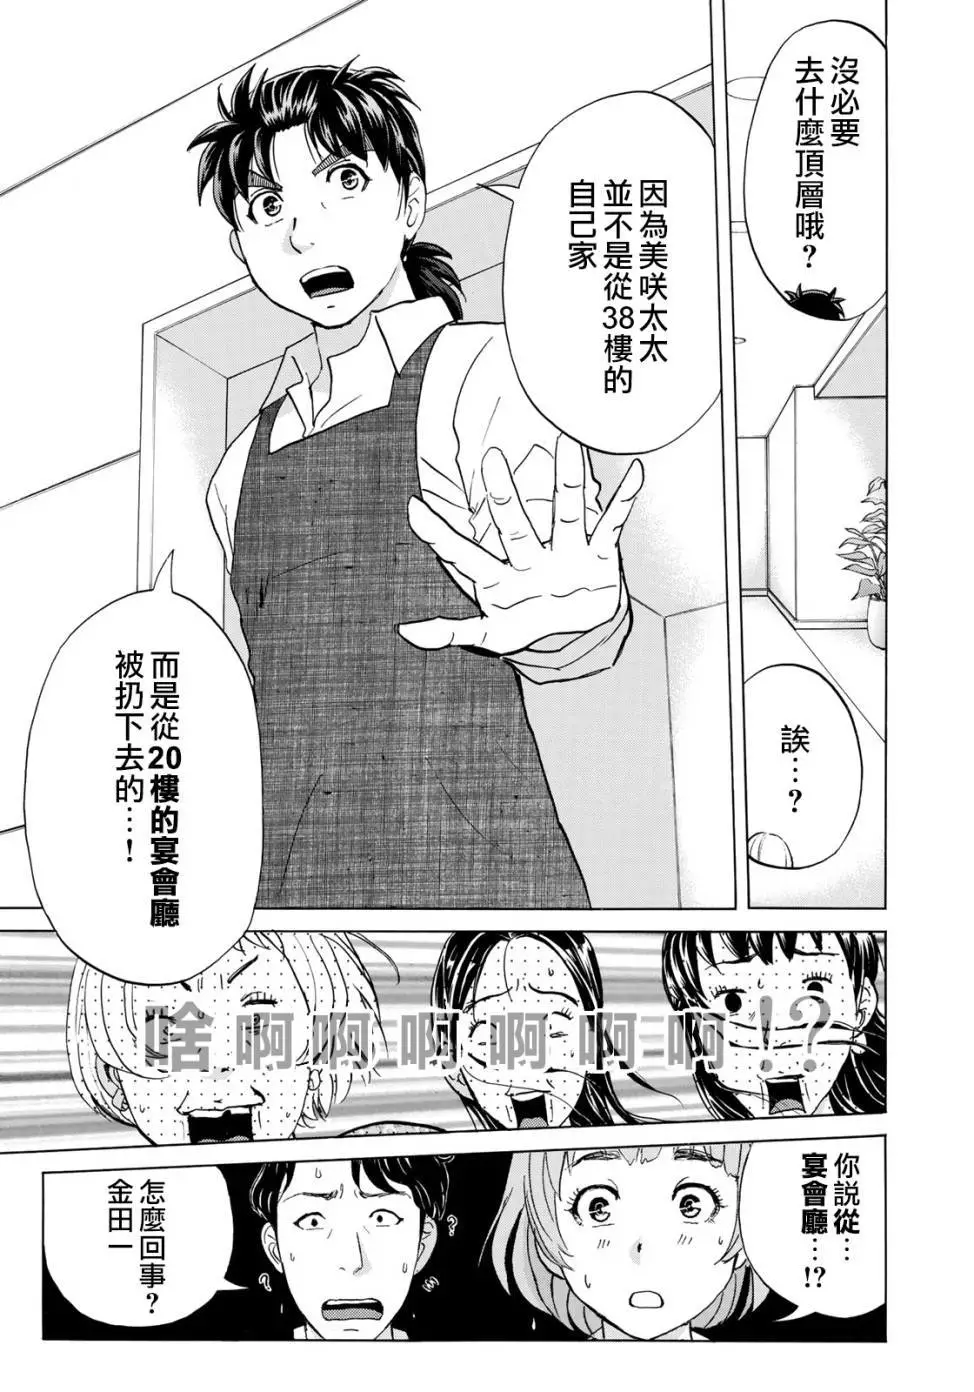 沒必要
去什麼頂層哦?
誒…?
因為美咲太太
並不是從38樓的
自己家
而是從20樓的宴會廳
被扔下去的…!
啥啊啊啊啊啊啊!?
你說從…
宴會廳…!?
怎麼回事?
金田一